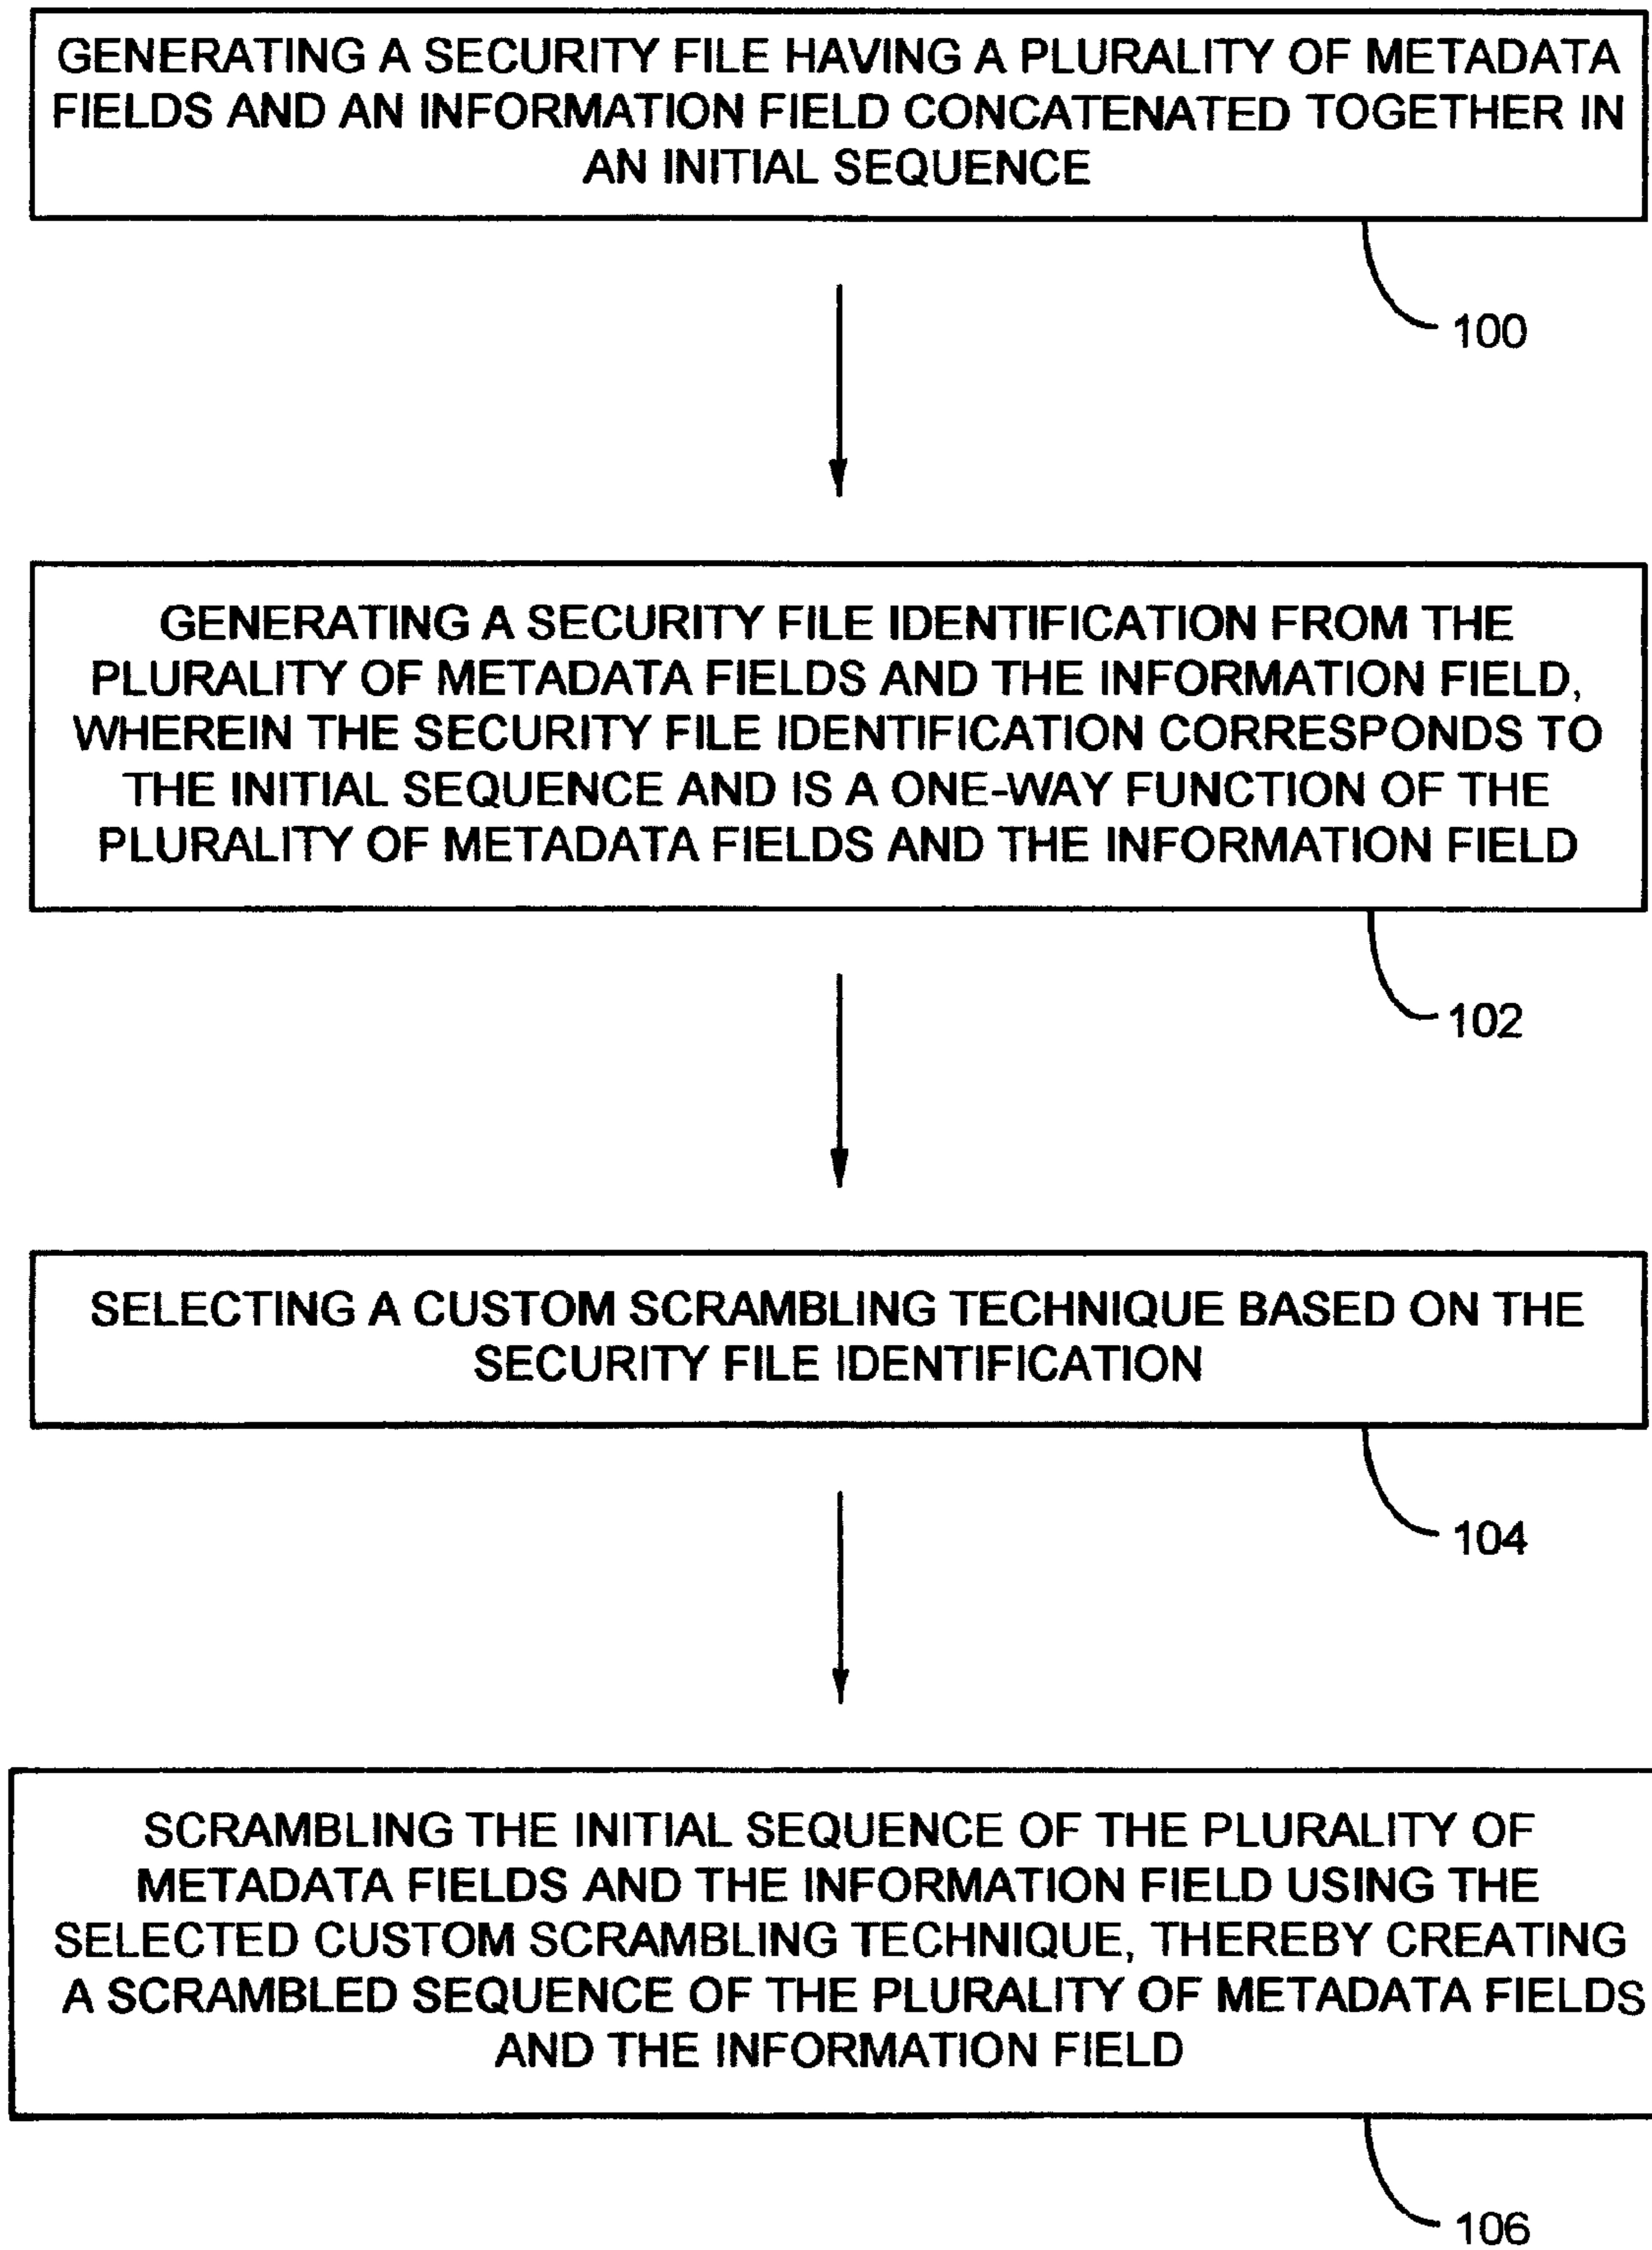 GENERATING A SECURITY FILE HAVING A PLURALITY OF METADATA
FIELDS AND AN INFORMATION FIELD CONCATENATED TOGETHER IN
AN INITIAL SEQUENCE
100
GENERATING A SECURITY FILE IDENTIFICATION FROM THE
PLURALITY OF METADATA FIELDS AND THE INFORMATION FIELD,
WHEREIN THE SECURITY FILE IDENTIFICATION CORRESPONDS TO
THE INITIAL SEQUENCE AND IS A ONE-WAY FUNCTION OF THE
PLURALITY OF METADATA FIELDS AND THE INFORMATION FIELD
102
SELECTING A CUSTOM SCRAMBLING TECHNIQUE BASED ON THE
SECURITY FILE IDENTIFICATION
104
SCRAMBLING THE INITIAL SEQUENCE OF THE PLURALITY OF
METADATA FIELDS AND THE INFORMATION FIELD USING THE
SELECTED CUSTOM SCRAMBLING TECHNIQUE, THEREBY CREATING
A SCRAMBLED SEQUENCE OF THE PLURALITY OF METADATA FIELDS
AND THE INFORMATION FIELD
106